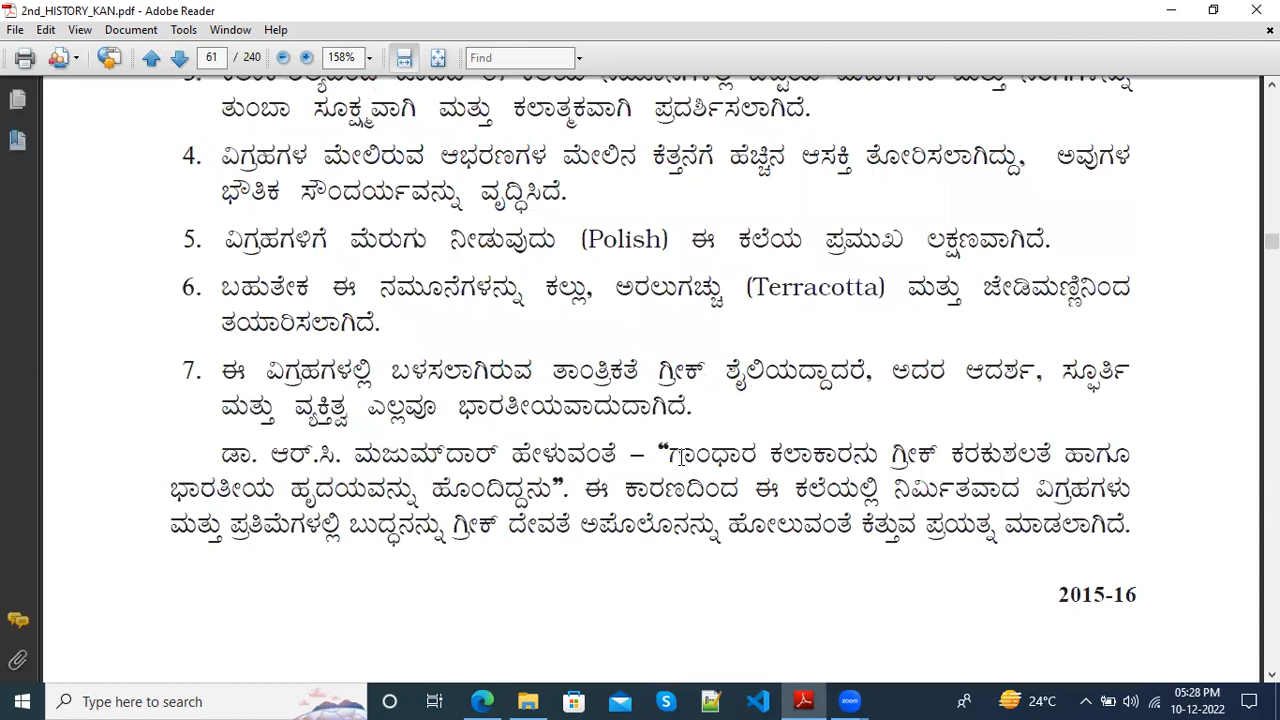 2nd_HISTORY_KAN.pdf - Adobe Reader
File Edit View Document Tools Window Help
61 / 240 158% Find
ತುಂಬಾ ಸೂಕ್ಷ್ಮವಾಗಿ ಮತ್ತು ಕಲಾತ್ಮಕವಾಗಿ ಪ್ರದರ್ಶಿಸಲಾಗಿದೆ.
4. ವಿಗ್ರಹಗಳ ಮೇಲಿರುವ ಆಭರಣಗಳ ಮೇಲಿನ ಕೆತ್ತನೆಗೆ ಹೆಚ್ಚಿನ ಆಸಕ್ತಿ ತೋರಿಸಲಾಗಿದ್ದು, ಅವುಗಳ
ಭೌತಿಕ ಸೌಂದರ್ಯವನ್ನು ವೃದ್ಧಿಸಿದೆ.
5. ವಿಗ್ರಹಗಳಿಗೆ ಮೆರುಗು ನೀಡುವುದು (Polish) ಈ ಕಲೆಯ ಪ್ರಮುಖ ಲಕ್ಷಣವಾಗಿದೆ.
6. ಬಹುತೇಕ ಈ ನಮೂನೆಗಳನ್ನು ಕಲ್ಲು, ಅರಲುಗಚ್ಚು (Terracotta) ಮತ್ತು ಜೇಡಿಮಣ್ಣಿನಿಂದ
ತಯಾರಿಸಲಾಗಿದೆ.
7. ಈ ವಿಗ್ರಹಗಳಲ್ಲಿ ಬಳಸಲಾಗಿರುವ ತಾಂತ್ರಿಕತೆ ಗ್ರೀಕ್ ಶೈಲಿಯದ್ದಾದರೆ, ಅದರ ಆದರ್ಶ, ಸ್ಫೂರ್ತಿ
ಮತ್ತು ವ್ಯಕ್ತಿತ್ವ ಎಲ್ಲವೂ ಭಾರತೀಯವಾದುದಾಗಿದೆ.
ಡಾ. ಆರ್.ಸಿ. ಮಜುಮ್‌ದಾರ್ ಹೇಳುವಂತೆ – “ಗಾಂಧಾರ ಕಲಾಕಾರನು ಗ್ರೀಕ್ ಕರಕುಶಲತೆ ಹಾಗೂ
ಭಾರತೀಯ ಹೃದಯವನ್ನು ಹೊಂದಿದ್ದನು”. ಈ ಕಾರಣದಿಂದ ಈ ಕಲೆಯಲ್ಲಿ ನಿರ್ಮಿತವಾದ ವಿಗ್ರಹಗಳು
ಮತ್ತು ಪ್ರತಿಮೆಗಳಲ್ಲಿ ಬುದ್ಧನನ್ನು ಗ್ರೀಕ್ ದೇವತೆ ಅಪೊಲೊನನ್ನು ಹೋಲುವಂತೆ ಕೆತ್ತುವ ಪ್ರಯತ್ನ ಮಾಡಲಾಗಿದೆ.
2015-16
Type here to search
24°C
05:28 PM
10-12-2022